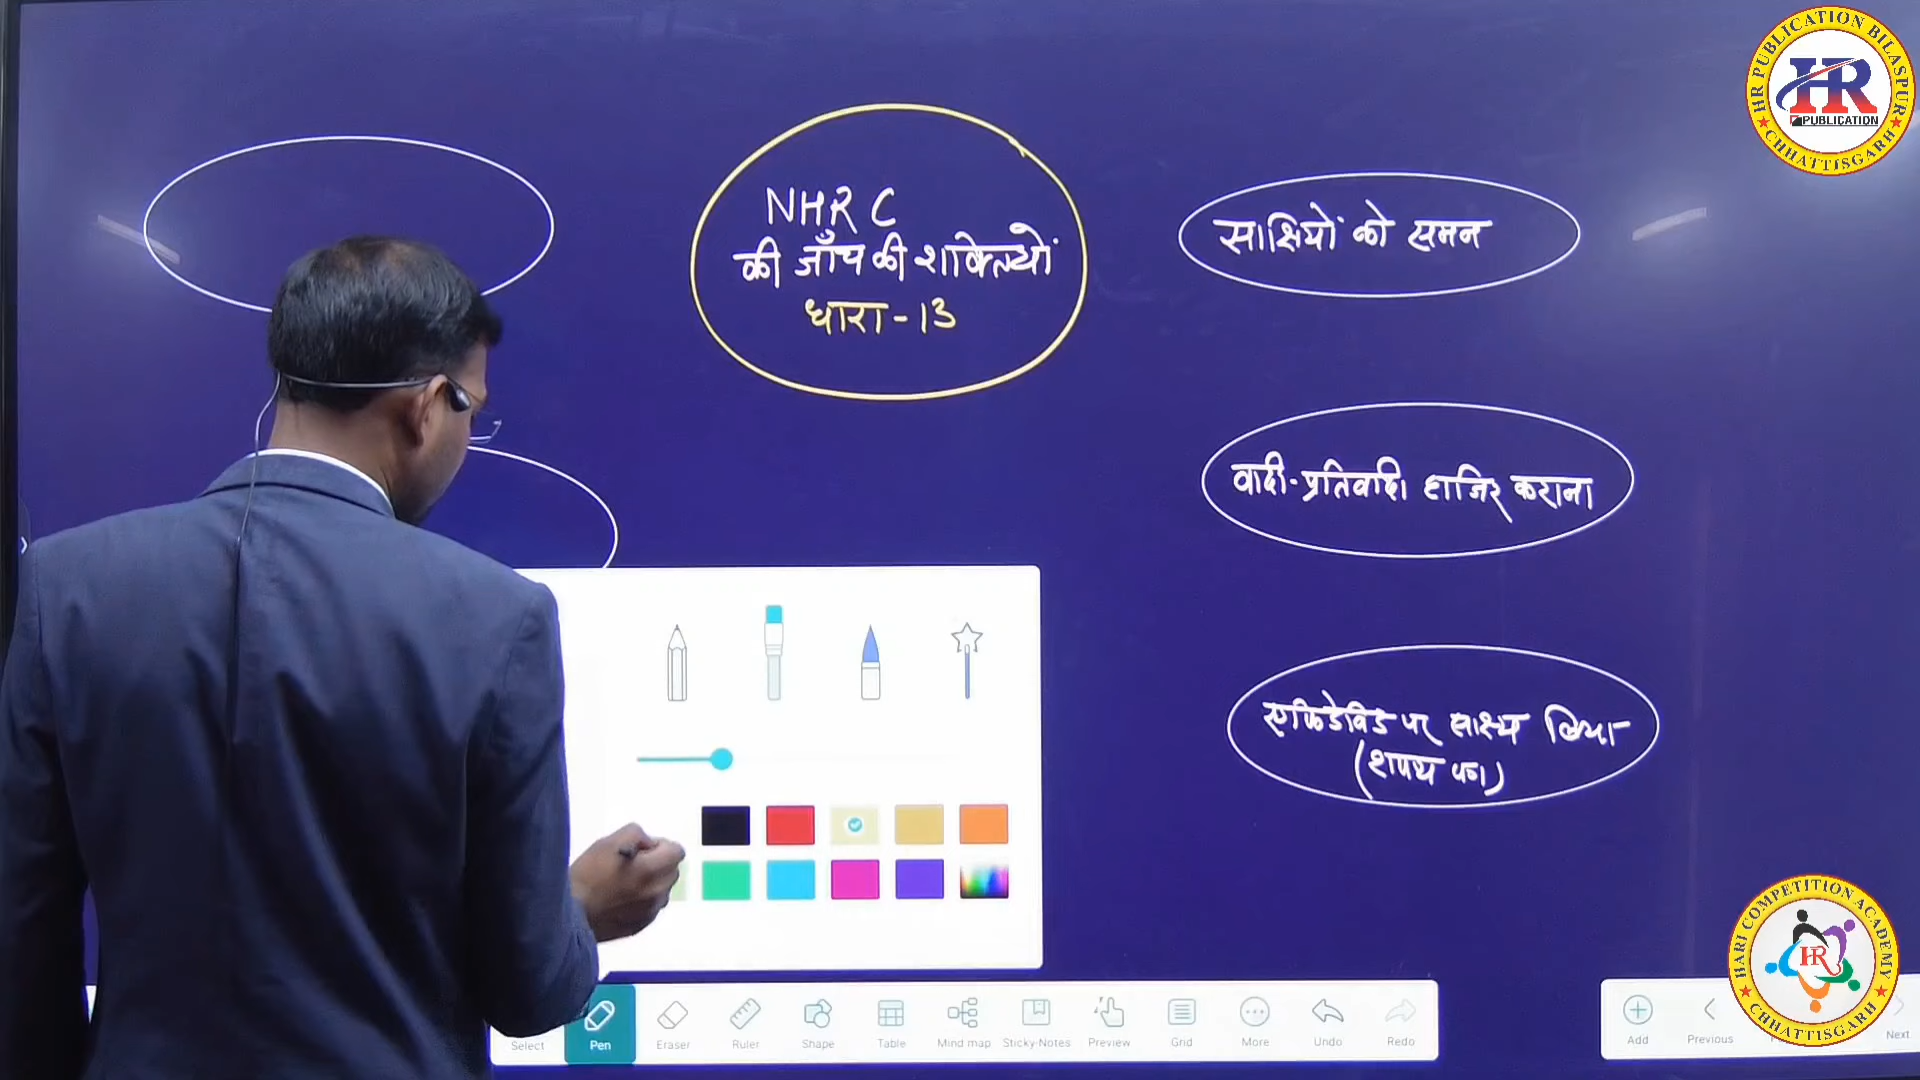 NHRC
की जाँच की शक्तियों
धारा-13
साक्षियों को समन
वादी-प्रतिवादी हाजिर कराना
एफिडेविड पर साक्ष्य लेना
(शपथ पत्र)
HR PUBLICATION BILASPUR
HR
PUBLICATION
CHHATTISGARH
HARI COMPETITION ACADEMY
HR
CHHATTISGARH
Select
Pen
Eraser
Ruler
Shape
Table
Mind map
Sticky-Notes
Preview
Grid
More
Undo
Redo
Add
Previous
Next